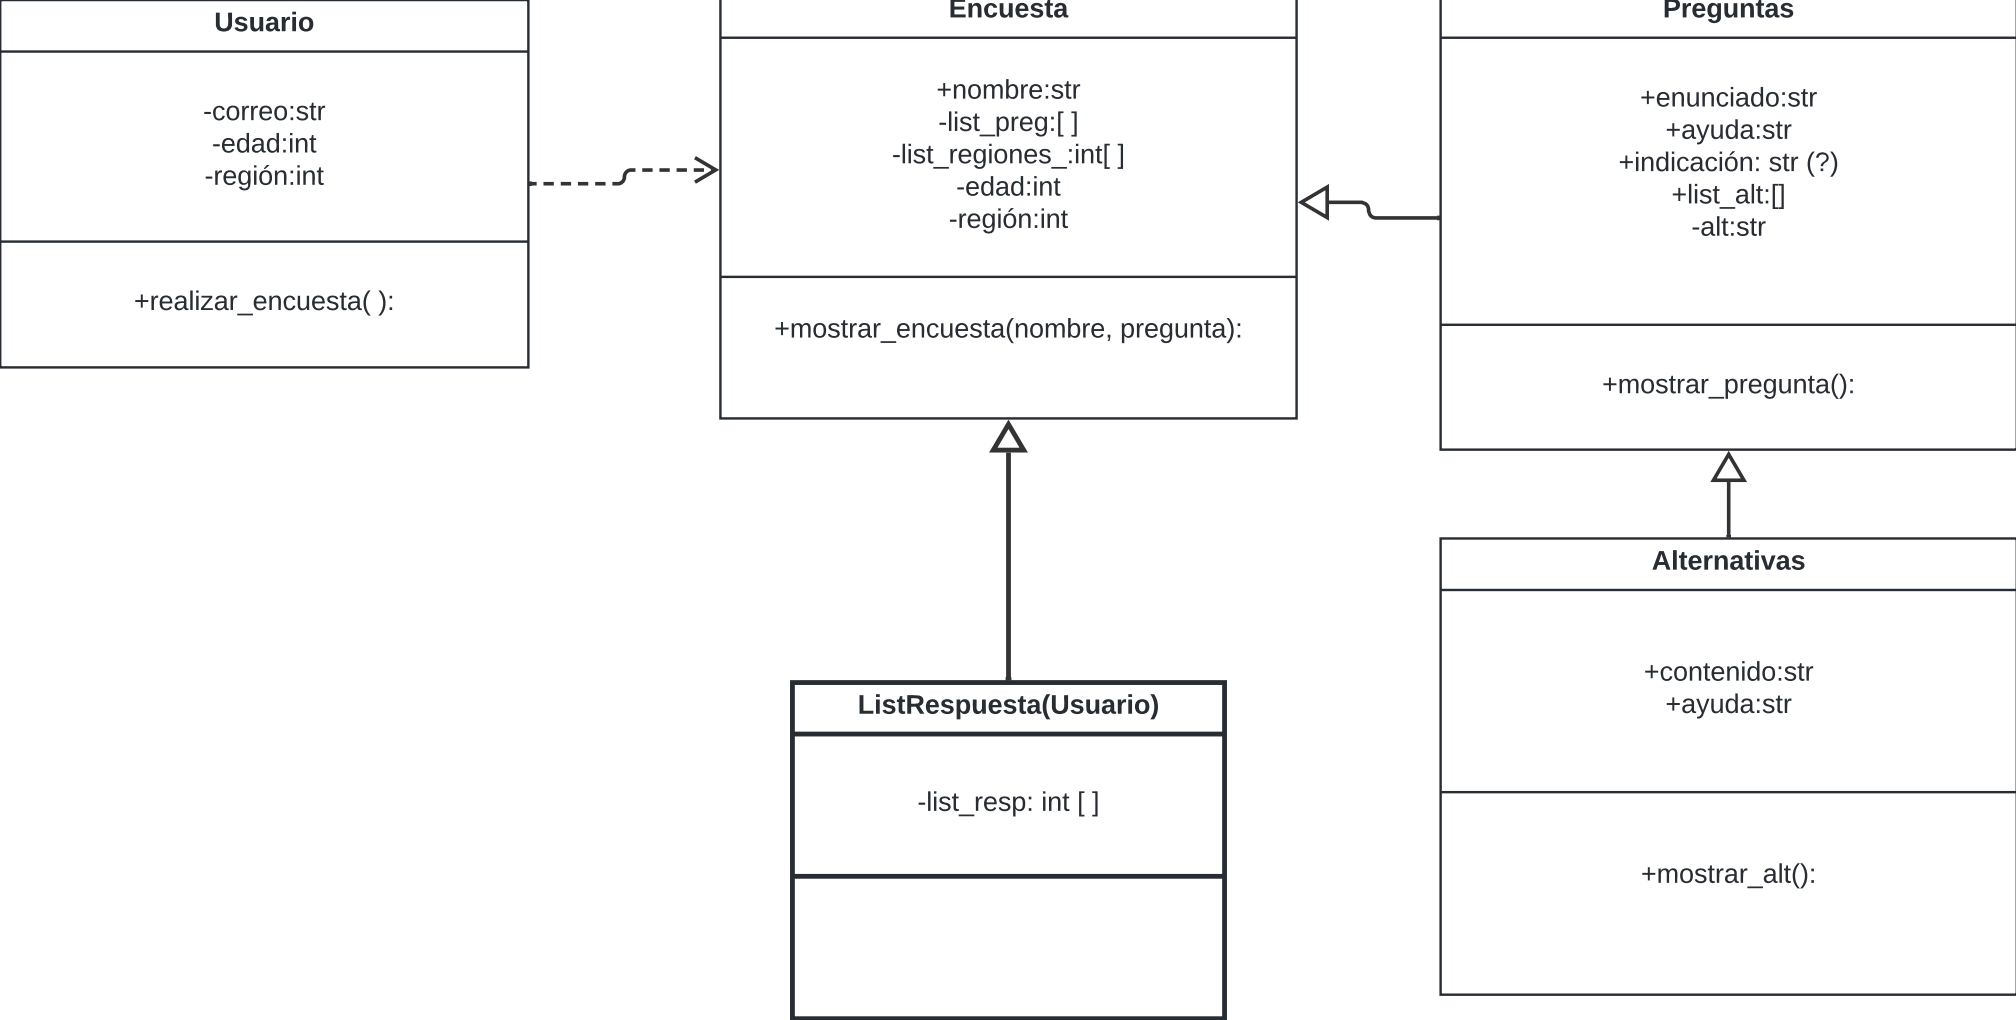 Usuario
-correo:str
-edad:int
-región:int
+realizar_encuesta( ):
Encuesta
+nombre:str
-list_preg:[ ]
-list_regiones_:int[ ]
-edad:int
-región:int
+mostrar_encuesta(nombre, pregunta):
Preguntas
+enunciado:str
+ayuda:str
+indicación: str (?)
+list_alt:[]
-alt:str
+mostrar_pregunta():
ListRespuesta(Usuario)
-list_resp: int [ ]
Alternativas
+contenido:str
+ayuda:str
+mostrar_alt():